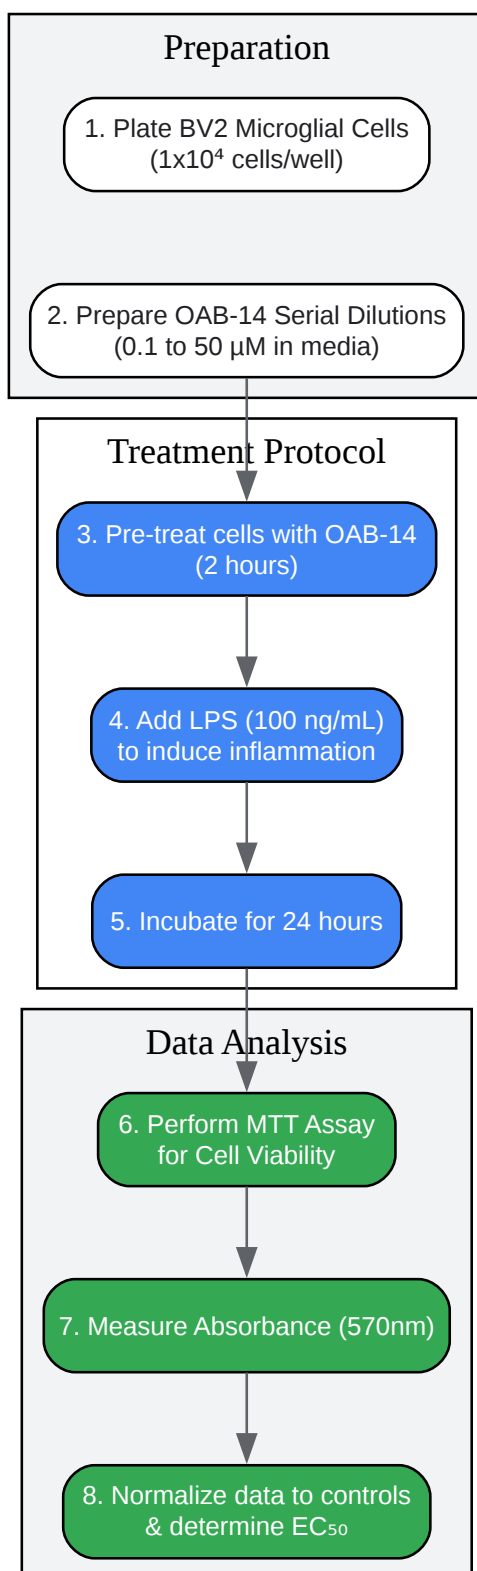 Preparation
1. Plate BV2 Microglial Cells
(1x10⁴ cells/well)
2. Prepare OAB-14 Serial Dilutions
(0.1 to 50 µM in media)
Treatment Protocol
3. Pre-treat cells with OAB-14
(2 hours)
4. Add LPS (100 ng/mL)
to induce inflammation
5. Incubate for 24 hours
Data Analysis
6. Perform MTT Assay
for Cell Viability
7. Measure Absorbance (570nm)
8. Normalize data to controls
& determine EC₅₀